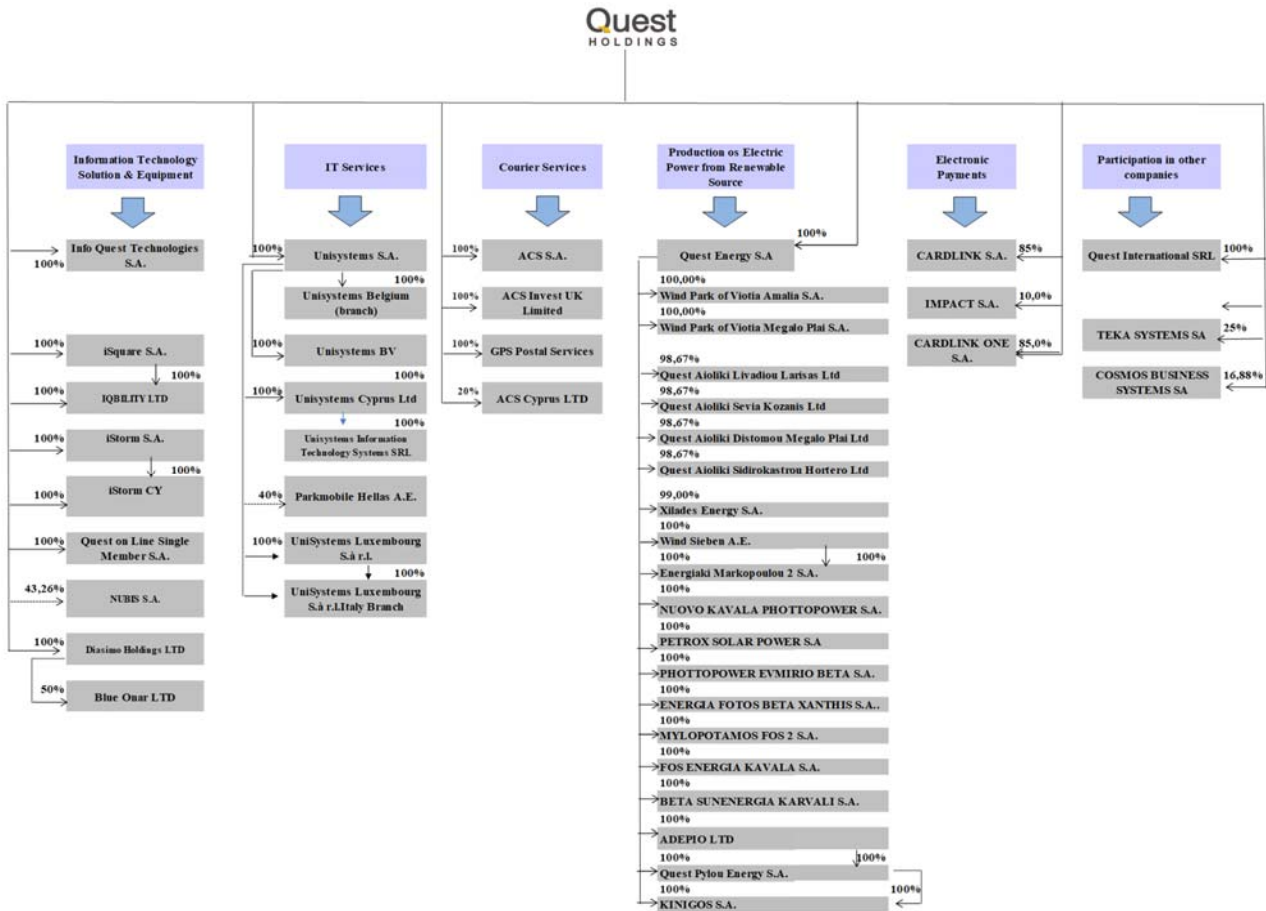 Quest
HOLDINGS
Information Technology
Solution & Equipment
Info Quest Technologies
S.A.
100%
100%
iSquare S.A.
100%
IQBILITY LTD
100%
iStorm S.A.
100%
iStorm CY
100%
100%
Quest on Line Single
Member S.A.
43,26%
NUBIS S.A.
100%
Diasimo Holdings LTD
50%
Blue Onar LTD
IT Services
100%
Unisystems S.A.
100%
Unisystems Belgium
(branch)
100%
Unisystems BV
100%
100%
Unisystems Cyprus Ltd
100%
Unisystems Information
Technology Systems SRL
40%
Parkmobile Hellas A.E.
100%
UniSystems Luxembourg
S.à r.l.
100%
UniSystems Luxembourg
S.à r.l.Italy Branch
Courier Services
100%
ACS S.A.
100%
ACS Invest UK
Limited
100%
GPS Postal Services
20%
ACS Cyprus LTD
Production os Electric
Power from Renewable
Source
100%
Quest Energy S.A
100,00%
Wind Park of Viotia Amalia S.A.
100,00%
Wind Park of Viotia Megalo Plai S.A.
98,67%
Quest Aioliki Livadiou Larisas Ltd
98,67%
Quest Aioliki Sevia Kozanis Ltd
98,67%
Quest Aioliki Distomou Megalo Plai Ltd
98,67%
Quest Aioliki Sidirokastrou Hortero Ltd
99,00%
Xilades Energy S.A.
100%
Wind Sieben A.E.
100%
100%
Energiaki Markopoulou 2 S.A.
100%
NUOVO KAVALA PHOTTOPOWER S.A.
100%
PETROX SOLAR POWER S.A
100%
PHOTTOPOWER EVMIRIO BETA S.A.
100%
ENERGIA FOTOS BETA XANTHIS S.A..
100%
MYLOPOTAMOS FOS 2 S.A.
100%
FOS ENERGIA KAVALA S.A.
100%
BETA SUNENERGIA KARVALI S.A.
100%
ADEPIO LTD
100%
100%
Quest Pylou Energy S.A.
100%
100%
KINIGOS S.A.
Electronic
Payments
CARDLINK S.A.
85%
IMPACT S.A.
10,0%
CARDLINK ONE
S.A.
85,0%
Participation in other
companies
Quest International SRL
100%
TEKA SYSTEMS SA
25%
COSMOS BUSINESS
SYSTEMS SA
16,88%